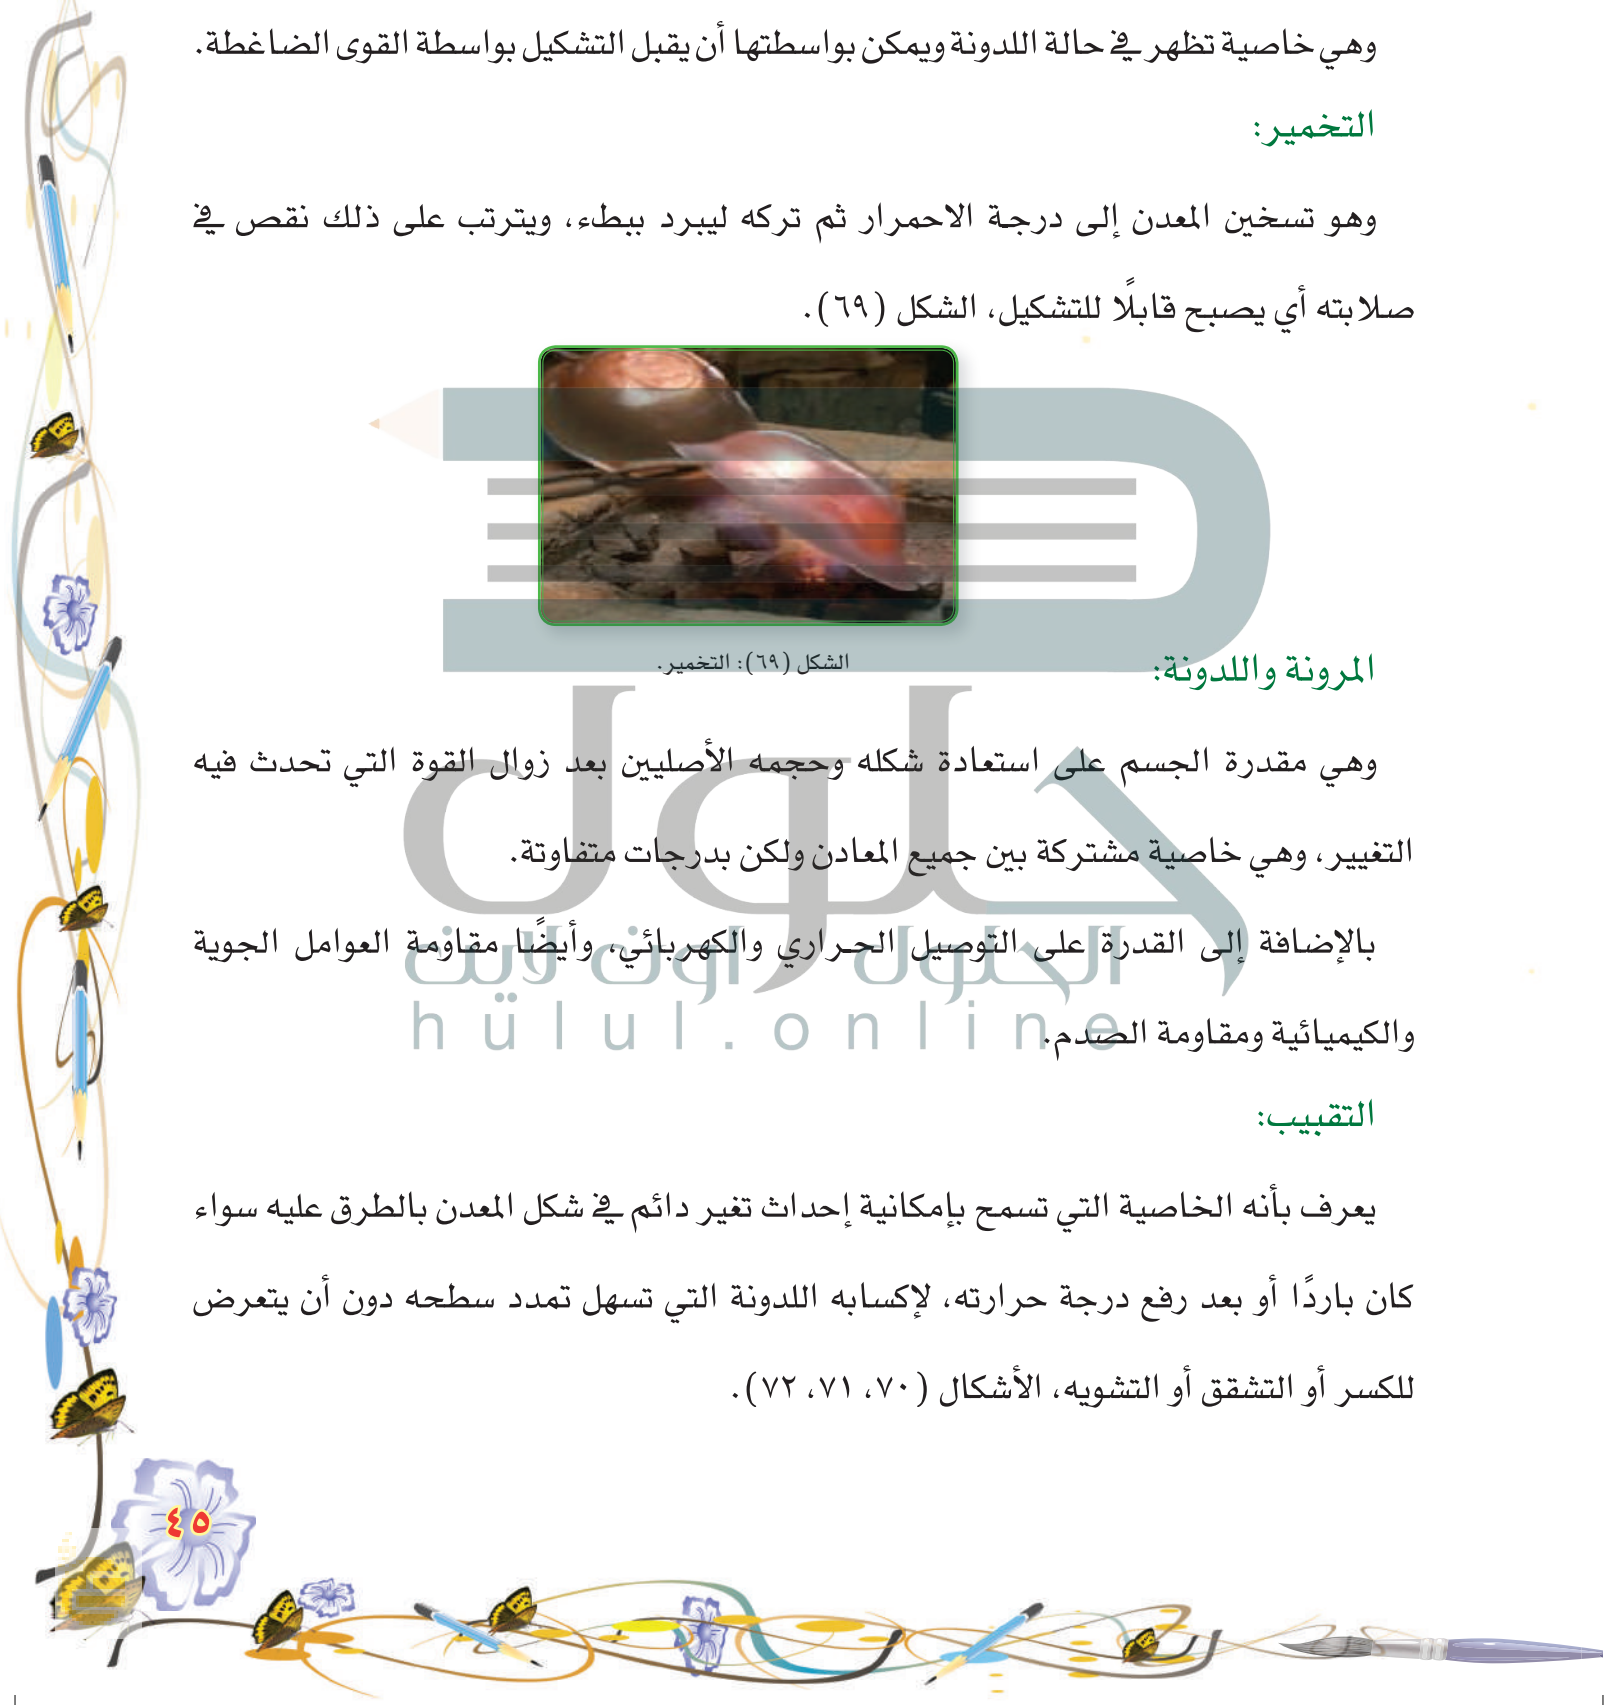 وهي خاصية تظهر في حالة اللدونة ويمكن بواسطتها أن يقبل التشكيل بواسطة القوى الضاغطة.
التخمير:
وهو تسخين المعدن إلى درجة الاحمرار ثم تركه ليبرد ببطء، ويترتب على ذلك نقص في
صلابته أي يصبح قابلًا للتشكيل، الشكل (٦٩).
الشكل (٦٩): التخمير.
المرونة واللدونة:
وهي مقدرة الجسم على استعادة شكله وحجمه الأصليين بعد زوال القوة التي تحدث فيه
التغيير، وهي خاصية مشتركة بين جميع المعادن ولكن بدرجات متفاوتة.
بالإضافة إلى القدرة على التوصيل الحراري والكهربائي، وأيضًا مقاومة العوامل الجوية
والكيميائية ومقاومة الصدم.
حلول
الحلول اون لاين
hülul.online
التقبيب:
يعرف بأنه الخاصية التي تسمح بإمكانية إحداث تغير دائم في شكل المعدن بالطرق عليه سواء
كان باردًا أو بعد رفع درجة حرارته، لإكسابه اللدونة التي تسهل تمدد سطحه دون أن يتعرض
للكسر أو التشقق أو التشويه، الأشكال (٧٠، ٧١، ٧٢).
٤٥